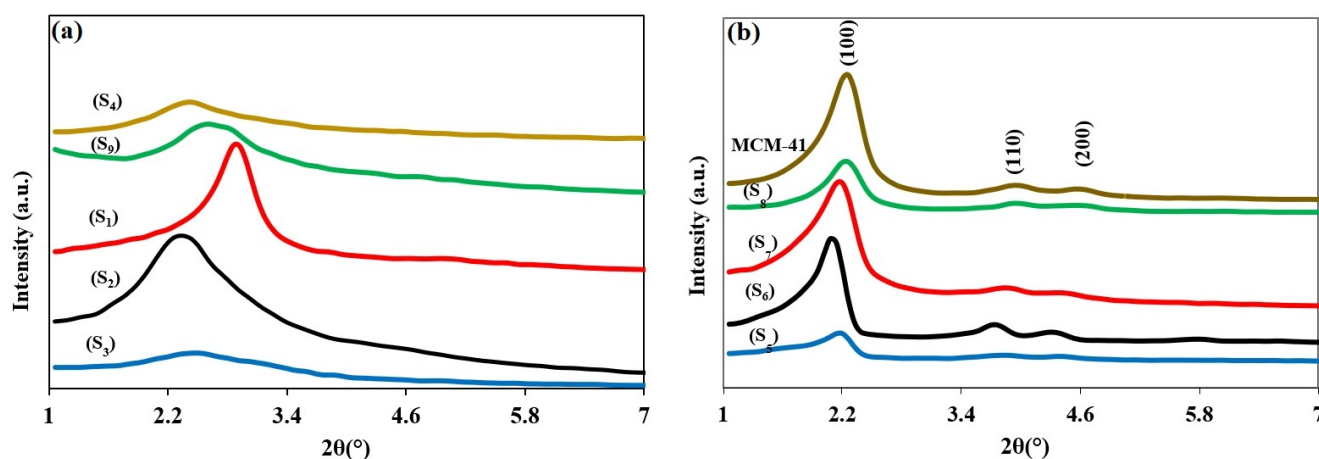 (a)
(S₄)
(S₉)
(S₁)
(S₂)
(S₃)
Intensity (a.u.)
1 2.2 3.4 4.6 5.8 7
2θ(°)
(b)
(100)
(110)
(200)
MCM-41
(S₈)
(S₇)
(S₆)
(S₅)
Intensity (a.u.)
1 2.2 3.4 4.6 5.8 7
2θ(°)